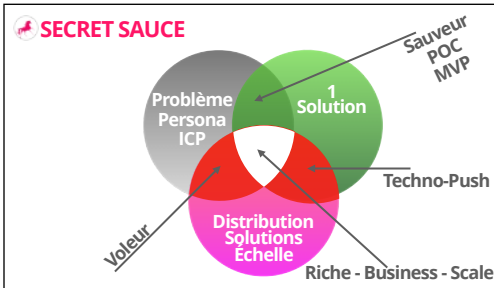 SECRET SAUCE
Sauveur
POC
MVP
Problème
Persona
ICP
1
Solution
Techno-Push
Distribution
Solutions
Échelle
Voleur
Riche - Business - Scale